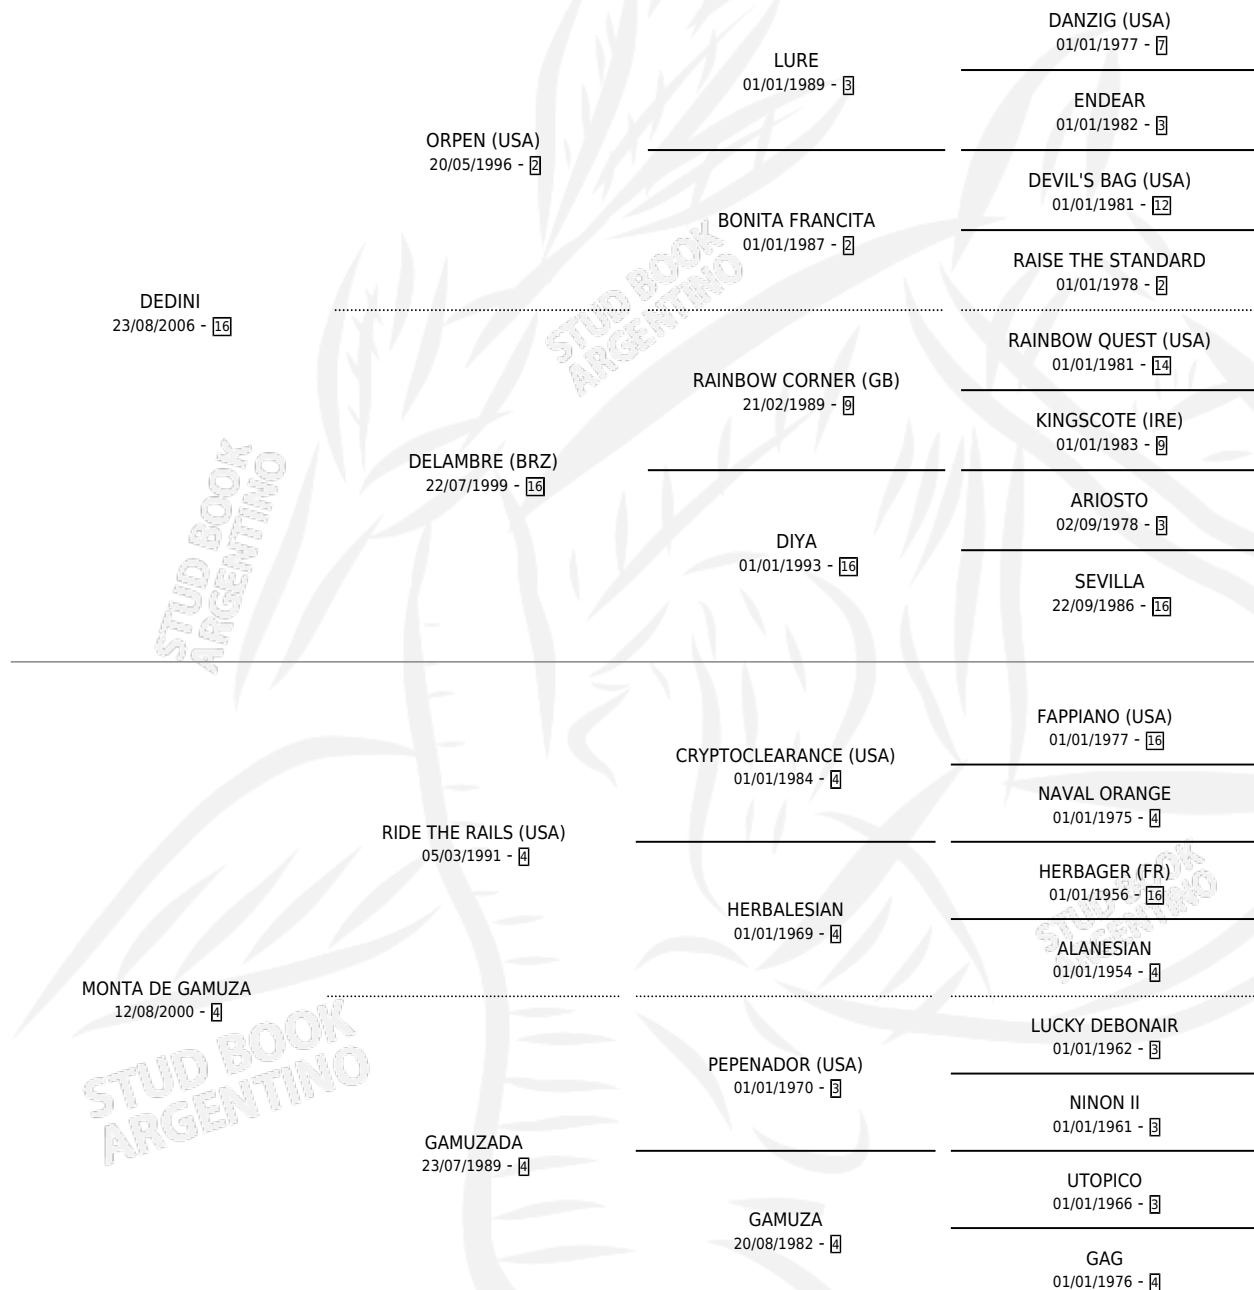 DEDINI
23/08/2006 - 16
ORPEN (USA)
20/05/1996 - 2
DELAMBRE (BRZ)
22/07/1999 - 16
LURE
01/01/1989 - 3
BONITA FRANCITA
01/01/1987 - 2
RAINBOW CORNER (GB)
21/02/1989 - 9
DIYA
01/01/1993 - 16
DANZIG (USA)
01/01/1977 - 7
ENDEAR
01/01/1982 - 3
DEVIL'S BAG (USA)
01/01/1981 - 12
RAISE THE STANDARD
01/01/1978 - 2
RAINBOW QUEST (USA)
01/01/1981 - 14
KINGSCOTE (IRE)
01/01/1983 - 9
ARIOSTO
02/09/1978 - 3
SEVILLA
22/09/1986 - 16
STUD BOOK
ARGENTINO
STUD BOOK
ARGENTINO
MONTA DE GAMUZA
12/08/2000 - 4
RIDE THE RAILS (USA)
05/03/1991 - 4
GAMUZADA
23/07/1989 - 4
CRYPTOCLEARANCE (USA)
01/01/1984 - 4
HERBALESIAN
01/01/1969 - 4
PEPENADOR (USA)
01/01/1970 - 3
GAMUZA
20/08/1982 - 4
FAPPIANO (USA)
01/01/1977 - 16
NAVAL ORANGE
01/01/1975 - 4
HERBAGER (FR)
01/01/1956 - 16
ALANESIAN
01/01/1954 - 4
LUCKY DEBONAIR
01/01/1962 - 3
NINON II
01/01/1961 - 3
UTOPICO
01/01/1966 - 3
GAG
01/01/1976 - 4
STUD BOOK
ARGENTINO
STUD BOOK
ARGENTINO